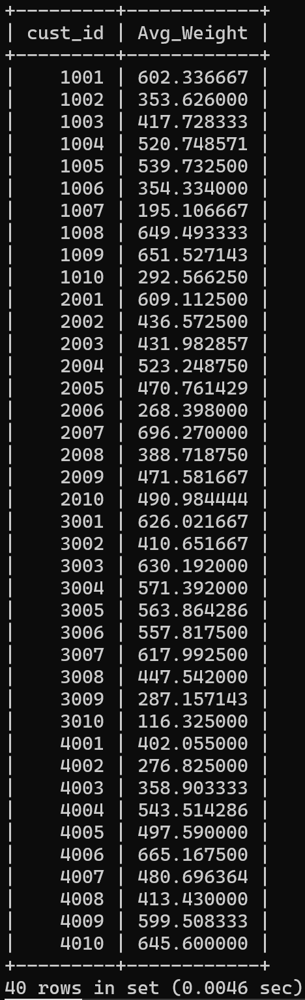 +---------+------------+
| cust_id | Avg_Weight |
+---------+------------+
|    1001 | 602.336667 |
|    1002 | 353.626000 |
|    1003 | 417.728333 |
|    1004 | 520.748571 |
|    1005 | 539.732500 |
|    1006 | 354.334000 |
|    1007 | 195.106667 |
|    1008 | 649.493333 |
|    1009 | 651.527143 |
|    1010 | 292.566250 |
|    2001 | 609.112500 |
|    2002 | 436.572500 |
|    2003 | 431.982857 |
|    2004 | 523.248750 |
|    2005 | 470.761429 |
|    2006 | 268.398000 |
|    2007 | 696.270000 |
|    2008 | 388.718750 |
|    2009 | 471.581667 |
|    2010 | 490.984444 |
|    3001 | 626.021667 |
|    3002 | 410.651667 |
|    3003 | 630.192000 |
|    3004 | 571.392000 |
|    3005 | 563.864286 |
|    3006 | 557.817500 |
|    3007 | 617.992500 |
|    3008 | 447.542000 |
|    3009 | 287.157143 |
|    3010 | 116.325000 |
|    4001 | 402.055000 |
|    4002 | 276.825000 |
|    4003 | 358.903333 |
|    4004 | 543.514286 |
|    4005 | 497.590000 |
|    4006 | 665.167500 |
|    4007 | 480.696364 |
|    4008 | 413.430000 |
|    4009 | 599.508333 |
|    4010 | 645.600000 |
+---------+------------+
40 rows in set (0.0046 sec)